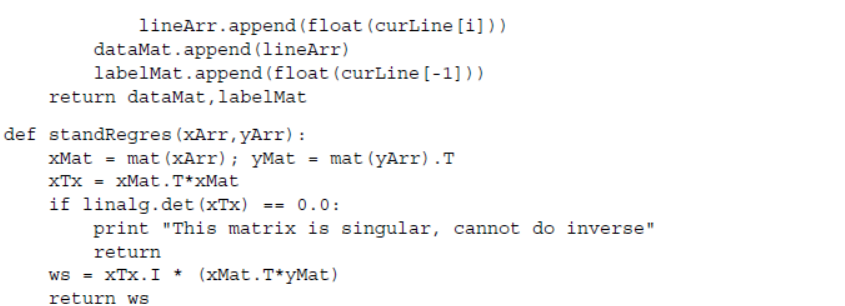 lineArr.append(float(curLine[i]))
        dataMat.append(lineArr)
        labelMat.append(float(curLine[-1]))
    return dataMat,labelMat
def standRegres(xArr,yArr):
    xMat = mat(xArr); yMat = mat(yArr).T
    xTx = xMat.T*xMat
    if linalg.det(xTx) == 0.0:
        print "This matrix is singular, cannot do inverse"
        return
    ws = xTx.I * (xMat.T*yMat)
    return ws